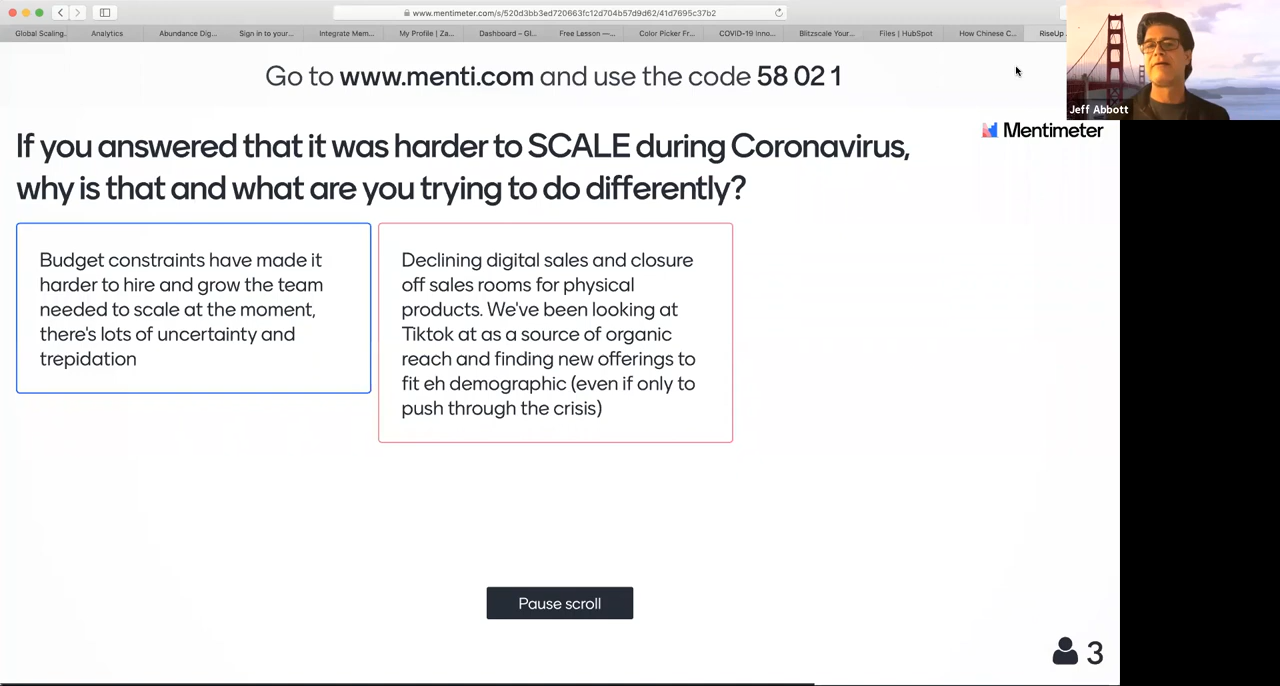 www.mentimeter.com/s/520d3bb3ed720663fc12d704b57d9d62/41d7695c37b2
Global Scaling.. Analytics Abundance Dig... Sign in to your... Integrate Mem... My Profile | Za... Dashboard – Gl... Free Lesson —... Color Picker Fr... COVID-19 Inno... Blitzscale Your... Files | HubSpot How Chinese C... RiseUp
Go to www.menti.com and use the code 58 02 1
Jeff Abbott
Mentimeter
If you answered that it was harder to SCALE during Coronavirus,
why is that and what are you trying to do differently?
Budget constraints have made it
harder to hire and grow the team
needed to scale at the moment,
there's lots of uncertainty and
trepidation
Declining digital sales and closure
off sales rooms for physical
products. We've been looking at
Tiktok at as a source of organic
reach and finding new offerings to
fit eh demographic (even if only to
push through the crisis)
Pause scroll
3